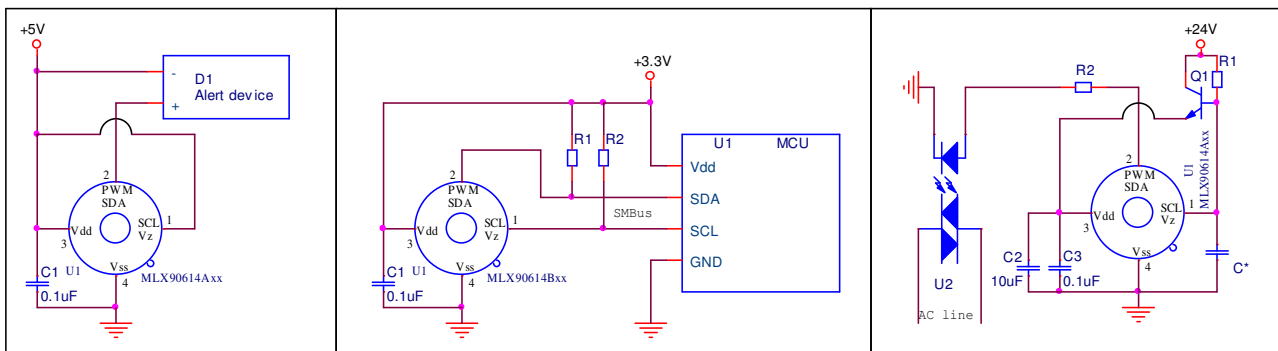 +5V
D1
Alert device
-
+
2
PWM
SDA
SCL
Vz
1
Vdd
3
Vss
4
U1
MLX90614Axx
C1
0.1uF
+3.3V
R1
R2
U1
MCU
Vdd
SDA
SCL
GND
SMBus
2
PWM
SDA
SCL
Vz
1
Vdd
3
Vss
4
U1
MLX90614Bxx
C1
0.1uF
+24V
R1
Q1
R2
U1
MLX90614Axx
2
PWM
SDA
SCL
Vz
1
Vdd
3
Vss
4
C2
10uF
C3
0.1uF
C*
U2
AC line